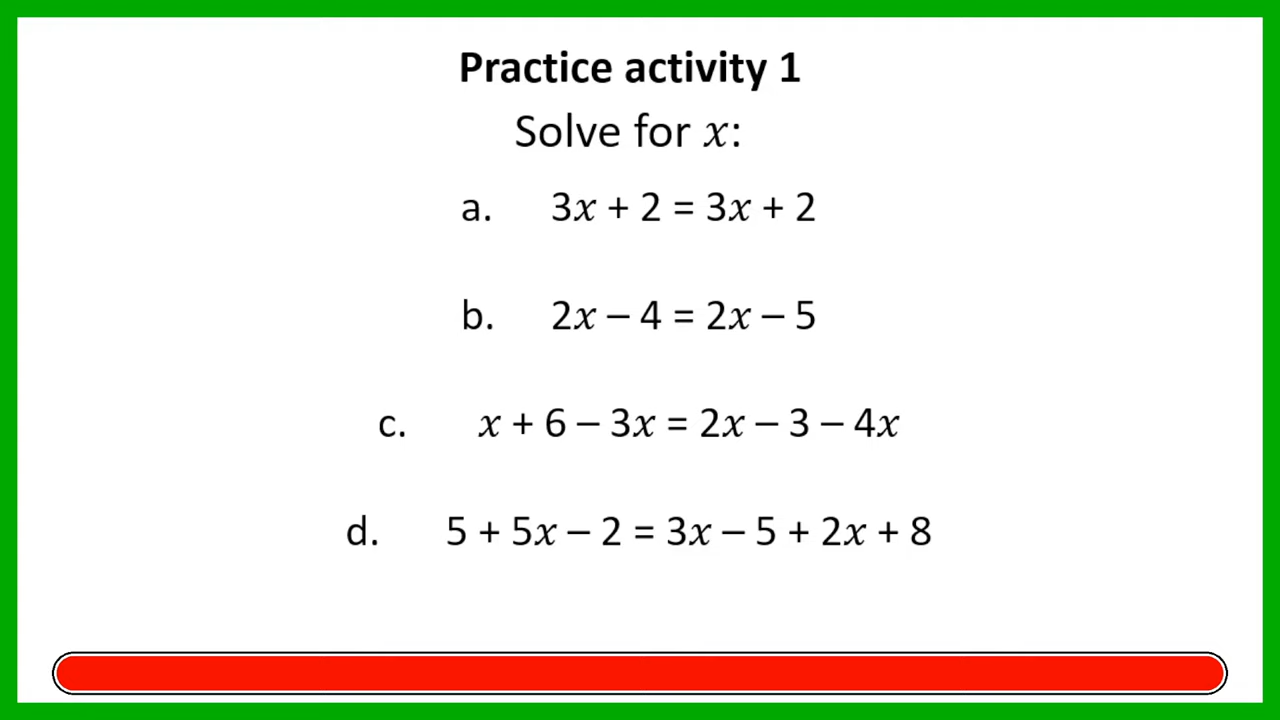 Practice activity 1
Solve for x:
a. 3x + 2 = 3x + 2
b. 2x – 4 = 2x – 5
c. x + 6 – 3x = 2x – 3 – 4x
d. 5 + 5x – 2 = 3x – 5 + 2x + 8